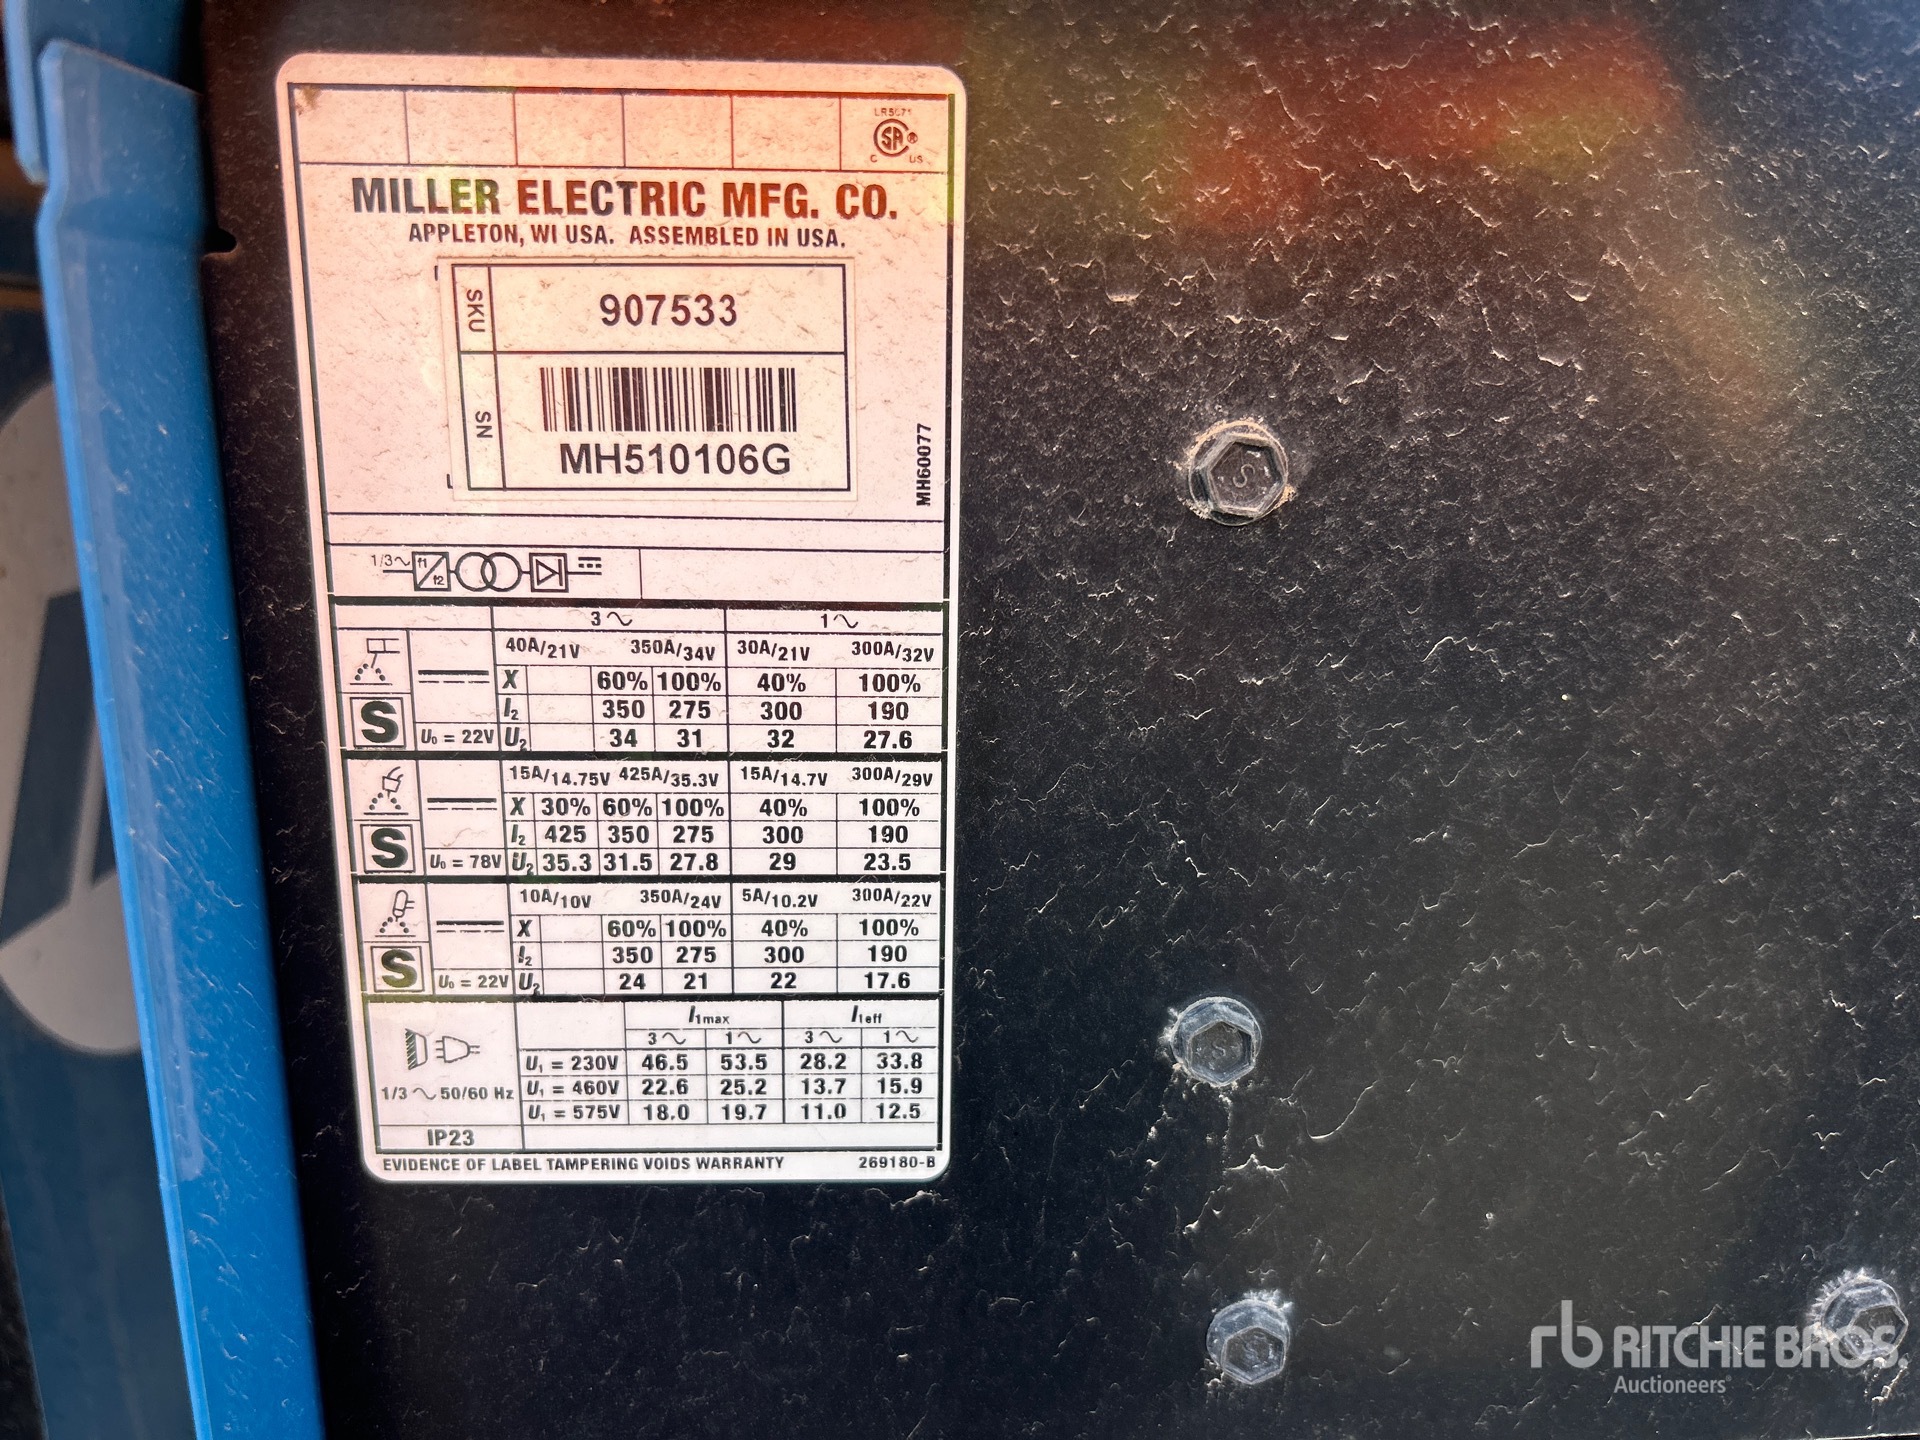 LR5671
SA ®
C US
MILLER ELECTRIC MFG. CO.
APPLETON, WI USA. ASSEMBLED IN USA.
SKU 907533
SN MH510106G
MH60077
1/3 f1 f2
3 1
40A/21V 350A/34V 30A/21V 300A/32V
X 60% 100% 40% 100%
I2 350 275 300 190
S U0 = 22V U2 34 31 32 27.6
15A/14.75V 425A/35.3V 15A/14.7V 300A/29V
X 30% 60% 100% 40% 100%
I2 425 350 275 300 190
S U0 = 78V U2 35.3 31.5 27.8 29 23.5
10A/10V 350A/24V 5A/10.2V 300A/22V
X 60% 100% 40% 100%
I2 350 275 300 190
S U0 = 22V U2 24 21 22 17.6
I1max I1eff
3 1 3 1
U1 = 230V 46.5 53.5 28.2 33.8
1/3 50/60 Hz U1 = 460V 22.6 25.2 13.7 15.9
U1 = 575V 18.0 19.7 11.0 12.5
IP23
EVIDENCE OF LABEL TAMPERING VOIDS WARRANTY 269180-B
rb RITCHIE BROS.
Auctioneers